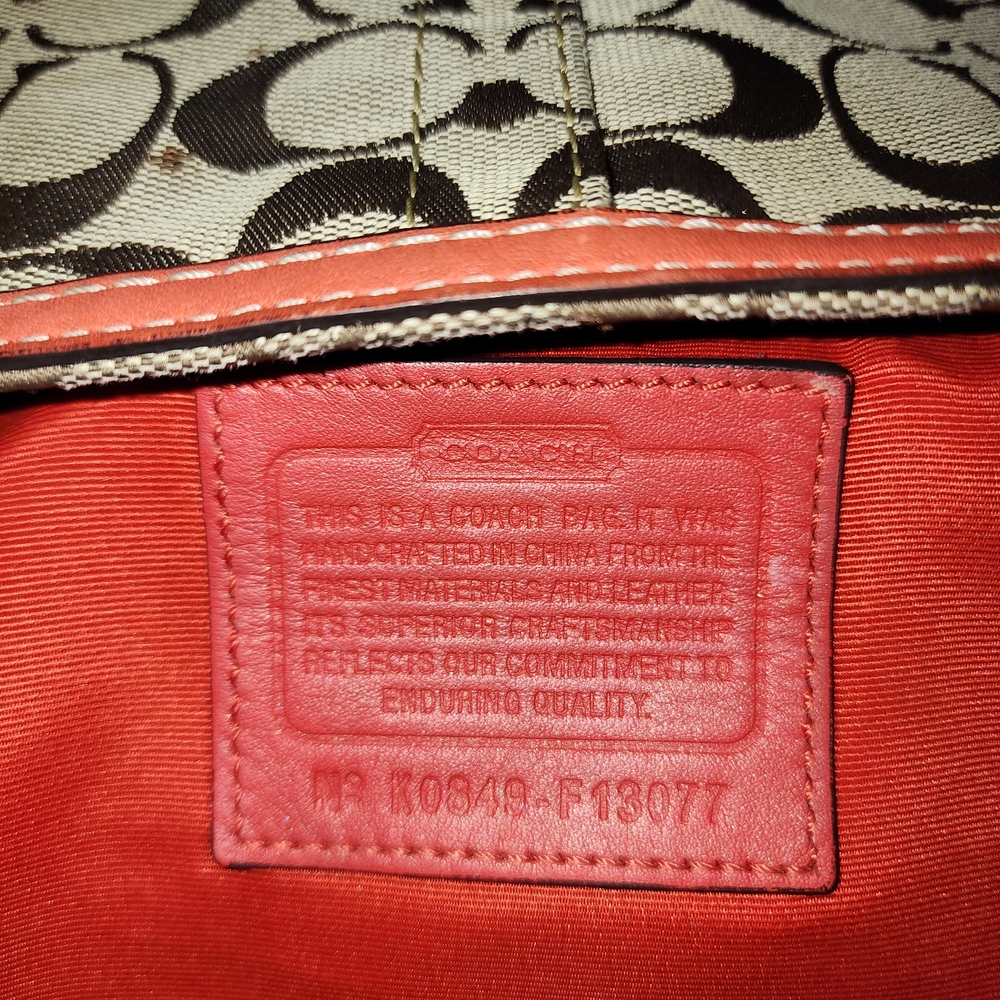 COACH
THIS IS A COACH BAG. IT WAS
HANDCRAFTED IN CHINA FROM THE
FINEST MATERIALS AND LEATHER.
ITS SUPERIOR CRAFTSMANSHIP
REFLECTS OUR COMMITMENT TO
ENDURING QUALITY.
Nº K0849-F13077